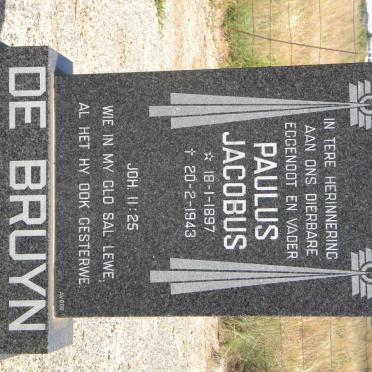 IN TERE HERINNERING
AAN ONS DIERBARE
EGGENOOT EN VADER
PAULUS
JACOBUS
☆ 18-1-1897
✝ 20-2-1943
JOH. 11:25
WIE IN MY GLO SAL LEWE,
AL HET HY OOK GESTERWE
DE BRUYN